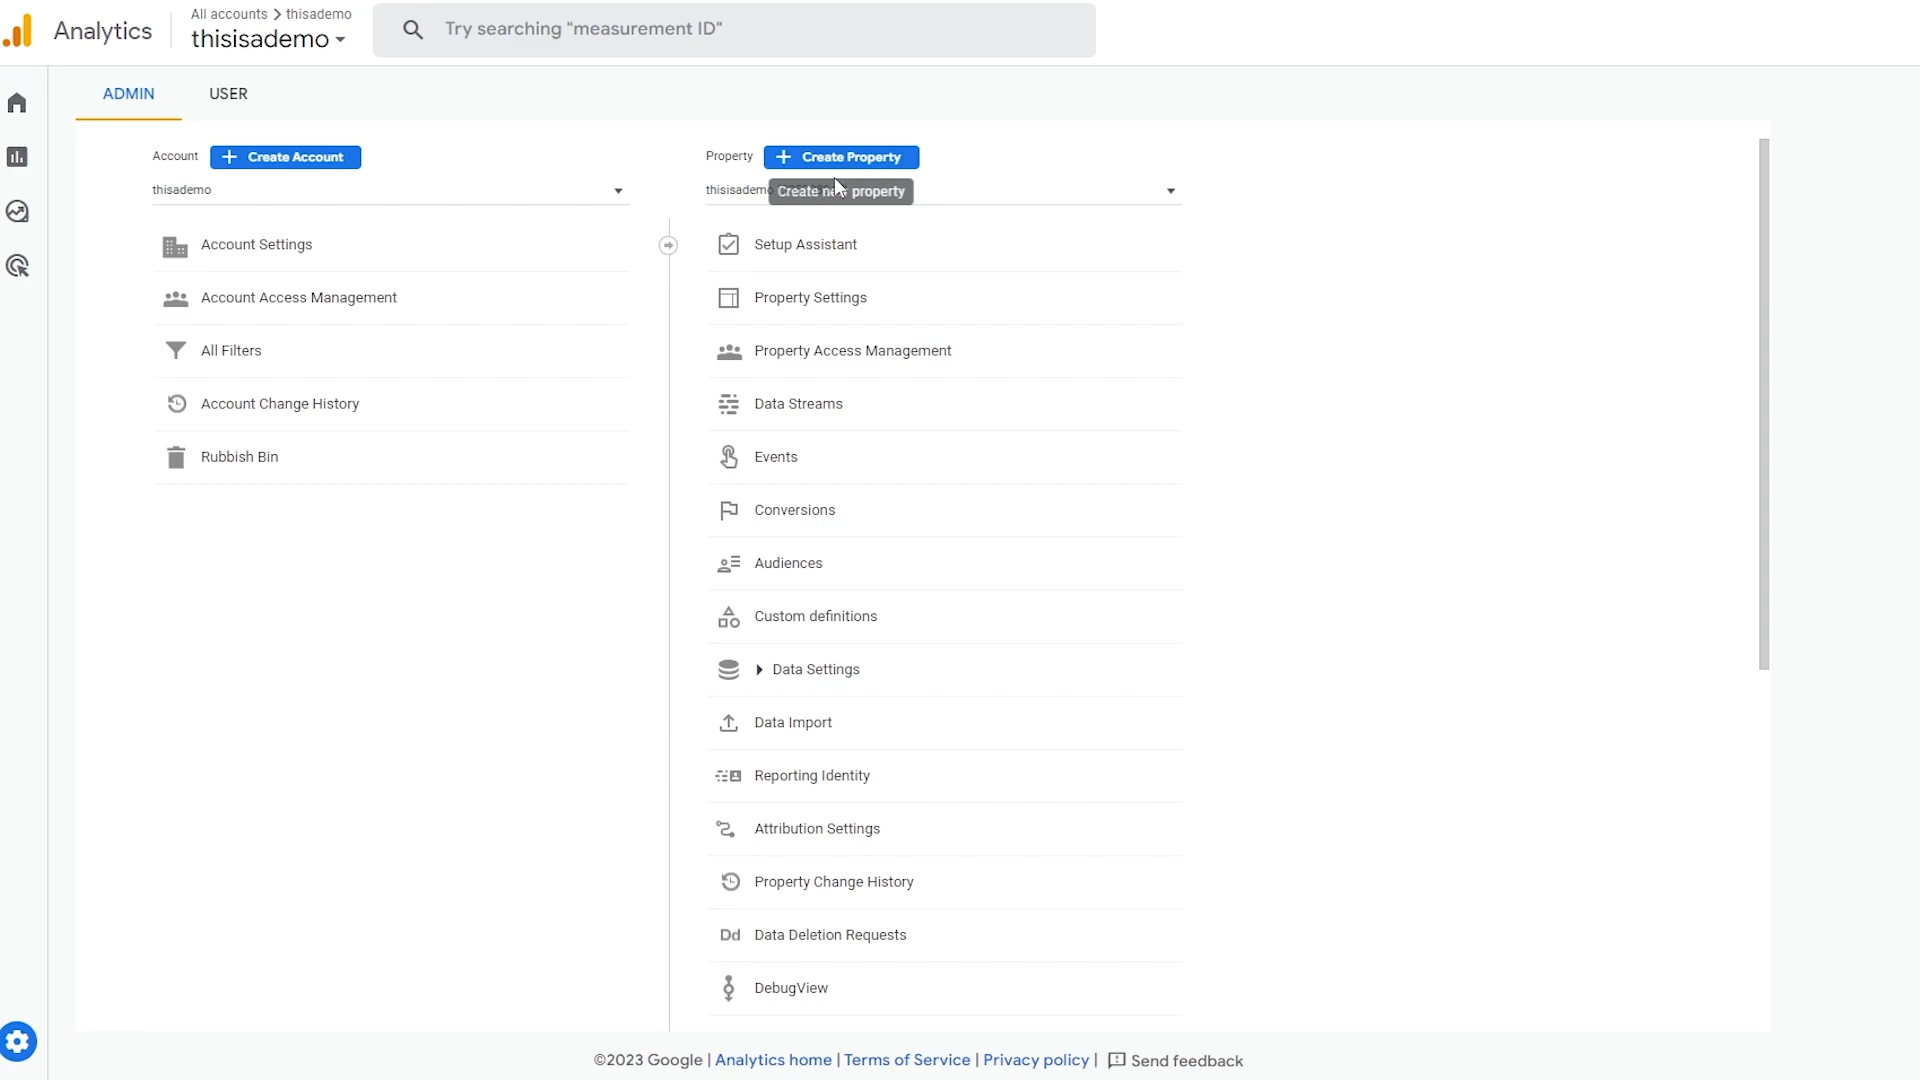 Analytics
All accounts > thisademo
thisisademo
Try searching "measurement ID"
ADMIN
USER
Account
+ Create Account
thisademo
Account Settings
Account Access Management
All Filters
Account Change History
Rubbish Bin
Property
+ Create Property
thisisademo
Create new property
Setup Assistant
Property Settings
Property Access Management
Data Streams
Events
Conversions
Audiences
Custom definitions
Data Settings
Data Import
Reporting Identity
Attribution Settings
Property Change History
Dd Data Deletion Requests
DebugView
©2023 Google | Analytics home | Terms of Service | Privacy policy | Send feedback